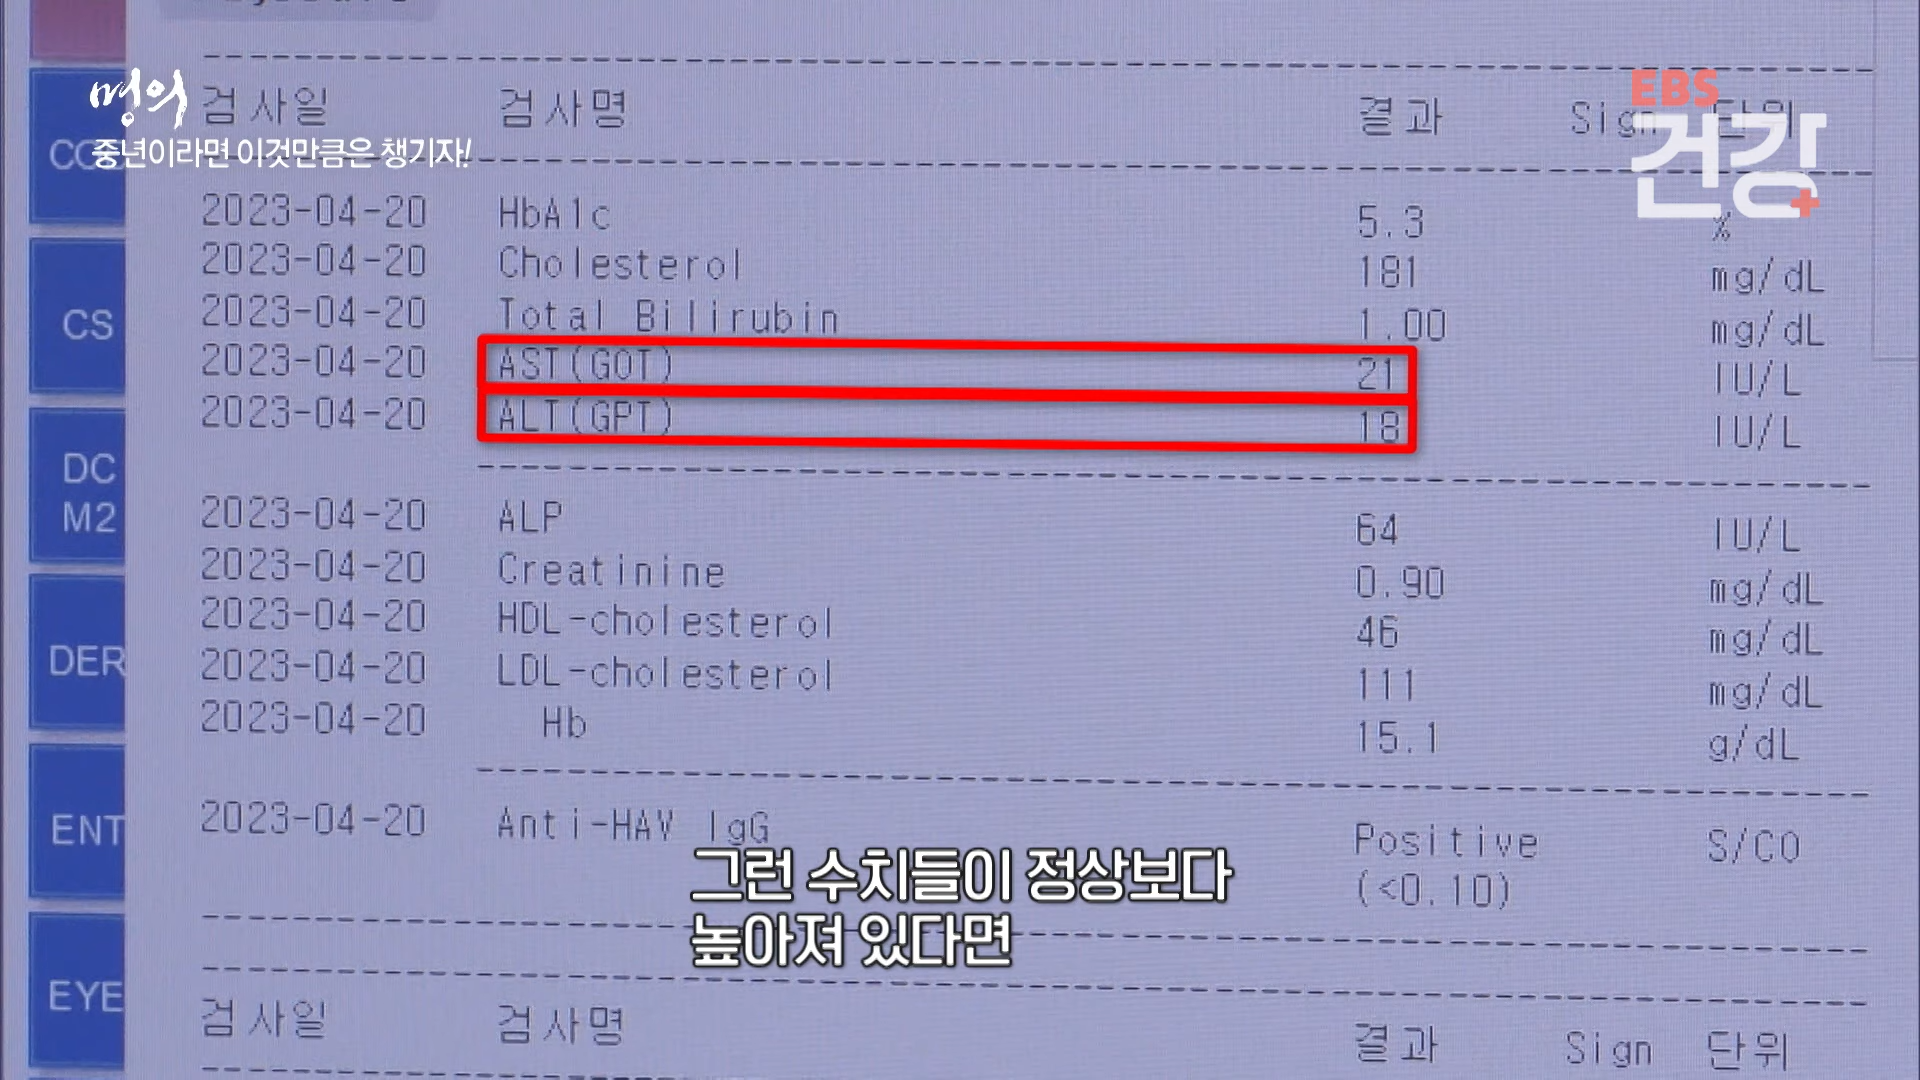 명의
중년이라면 이것만큼은 챙기자!
EBS
건강
검사일 검사명 결과 Sign 단위
2023-04-20 HbA1c 5.3 %
2023-04-20 Cholesterol 181 mg/dL
2023-04-20 Total Bilirubin 1.00 mg/dL
2023-04-20 AST(GOT) 21 IU/L
2023-04-20 ALT(GPT) 18 IU/L
2023-04-20 ALP 64 IU/L
2023-04-20 Creatinine 0.90 mg/dL
2023-04-20 HDL-cholesterol 46 mg/dL
2023-04-20 LDL-cholesterol 111 mg/dL
2023-04-20 Hb 15.1 g/dL
2023-04-20 Anti-HAV IgG Positive S/CO
(<0.10)
그런 수치들이 정상보다
높아져 있다면
검사일 검사명 결과 Sign 단위
CS
DC
M2
DER
ENT
EYE